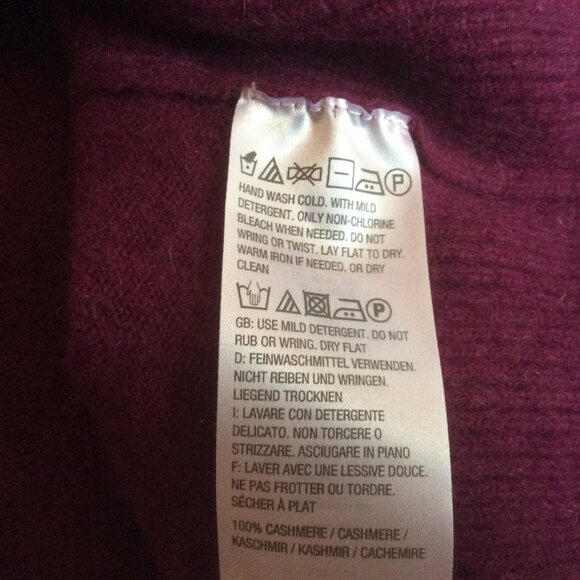 P
HAND WASH COLD. WITH MILD
DETERGENT. ONLY NON-CHLORINE
BLEACH WHEN NEEDED. DO NOT
WRING OR TWIST. LAY FLAT TO DRY.
WARM IRON IF NEEDED. OR DRY
CLEAN
P
GB: USE MILD DETERGENT. DO NOT
RUB OR WRING. DRY FLAT
D: FEINWASCHMITTEL VERWENDEN.
NICHT REIBEN UND WRINGEN.
LIEGEND TROCKNEN
I: LAVARE CON DETERGENTE
DELICATO. NON TORCERE O
STRIZZARE. ASCIUGARE IN PIANO
F: LAVER AVEC UNE LESSIVE DOUCE.
NE PAS FROTTER OU TORDRE.
SÉCHER À PLAT
100% CASHMERE / CASHMERE /
KASCHMIR / KASHMIR / CACHEMIRE